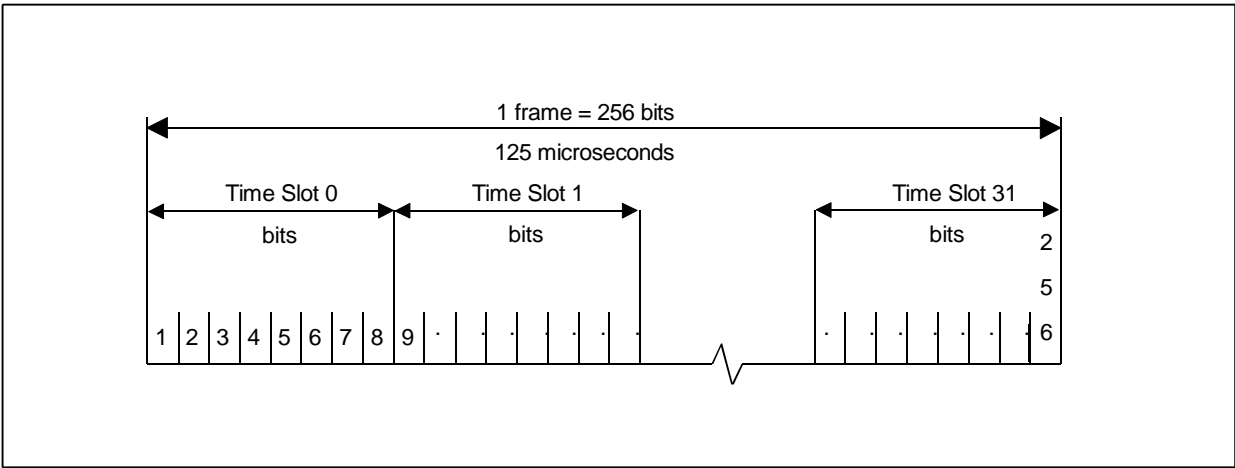 1 frame = 256 bits
125 microseconds
Time Slot 0 Time Slot 1 Time Slot 31
bits bits bits
2
5
1 2 3 4 5 6 7 8 9 . . . . . . . . . . . . . . 6